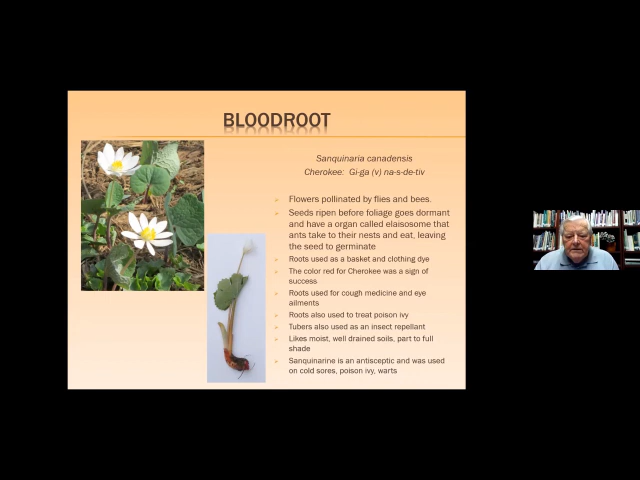 BLOODROOT
Sanquinaria canadensis
Cherokee: Gi-ga (v) na-s-de-tiv
Flowers pollinated by flies and bees.
Seeds ripen before foliage goes dormant
and have a organ called elaisosome that
ants take to their nests and eat, leaving
the seed to germinate
Roots used as a basket and clothing dye
The color red for Cherokee was a sign of
success
Roots used for cough medicine and eye
ailments
Roots also used to treat poison ivy
Tubers also used as an insect repellant
Likes moist, well drained soils, part to full
shade
Sanquinarine is an antisceptic and was used
on cold sores, poison ivy, warts